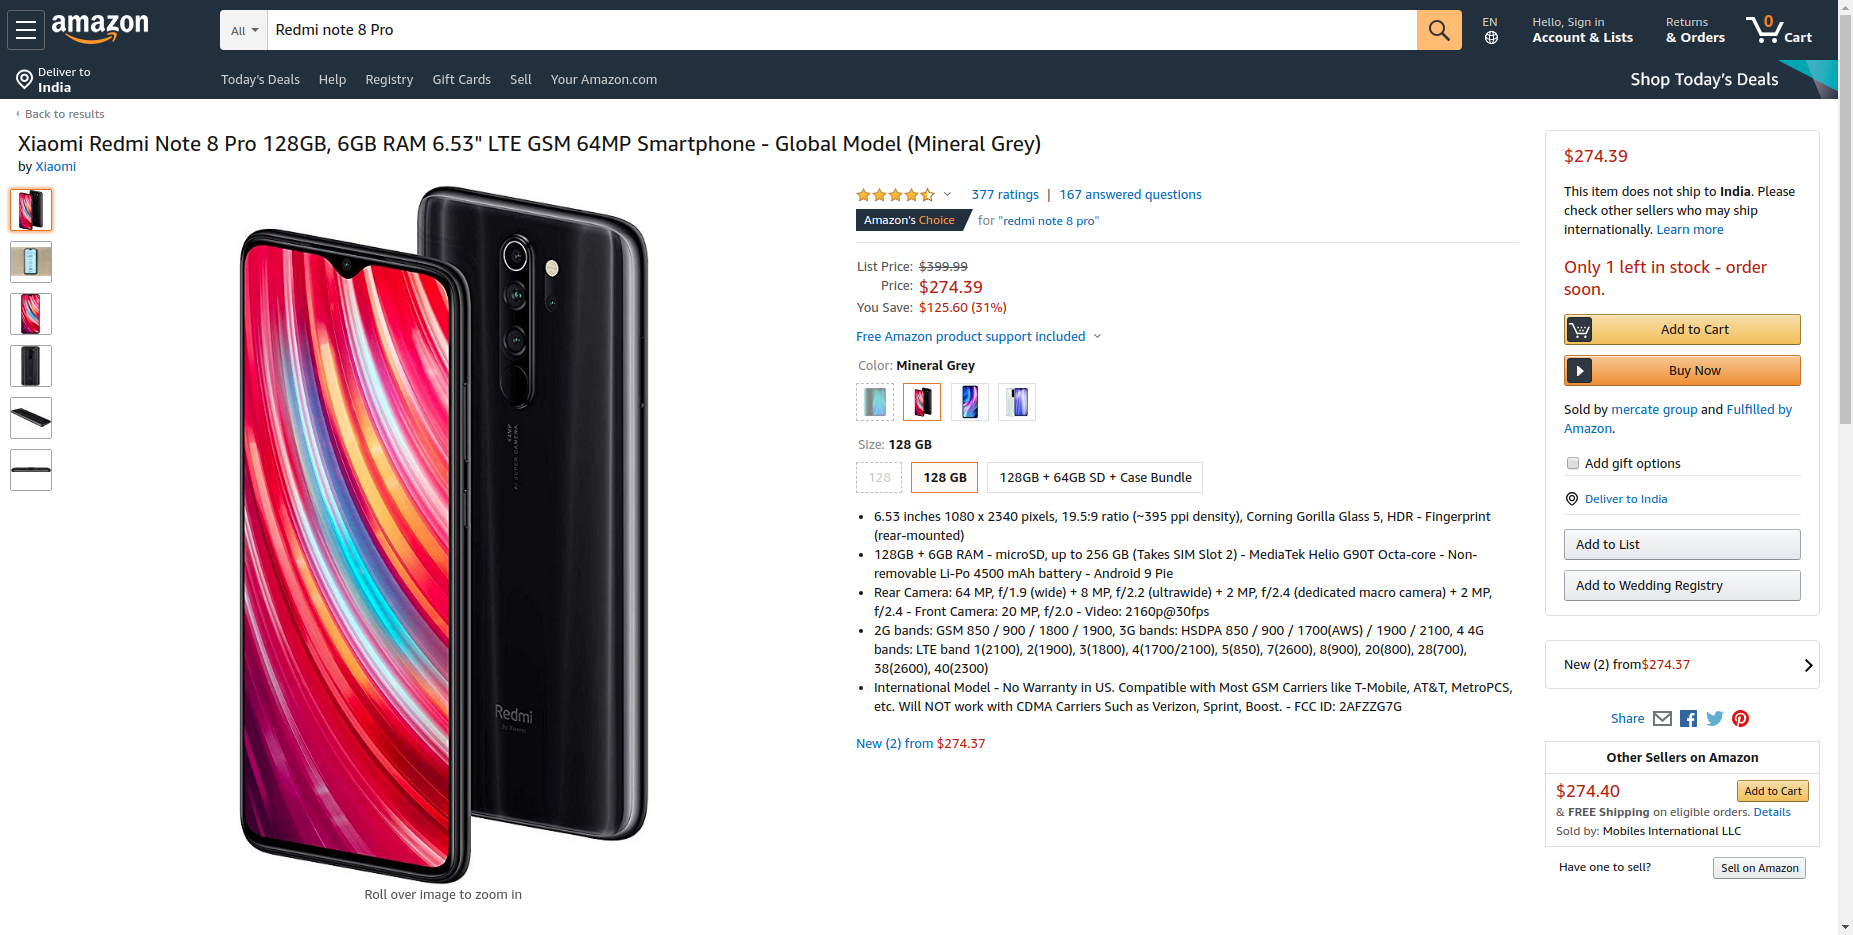 amazon
All
Redmi note 8 Pro
EN
Hello, Sign in
Account & Lists
Returns
& Orders
0
Cart
Deliver to
India
Today's Deals
Help
Registry
Gift Cards
Sell
Your Amazon.com
Shop Today's Deals
‹ Back to results
Xiaomi Redmi Note 8 Pro 128GB, 6GB RAM 6.53" LTE GSM 64MP Smartphone - Global Model (Mineral Grey)
by Xiaomi
64MP
AI SUPER CAMERA
Redmi
by Xiaomi
Roll over image to zoom in
377 ratings | 167 answered questions
Amazon's Choice for "redmi note 8 pro"
List Price: $399.99
Price: $274.39
You Save: $125.60 (31%)
Free Amazon product support included
Color: Mineral Grey
Size: 128 GB
128
128 GB
128GB + 64GB SD + Case Bundle
• 6.53 inches 1080 x 2340 pixels, 19.5:9 ratio (~395 ppi density), Corning Gorilla Glass 5, HDR - Fingerprint
(rear-mounted)
• 128GB + 6GB RAM - microSD, up to 256 GB (Takes SIM Slot 2) - MediaTek Helio G90T Octa-core - Non-
removable Li-Po 4500 mAh battery - Android 9 Pie
• Rear Camera: 64 MP, f/1.9 (wide) + 8 MP, f/2.2 (ultrawide) + 2 MP, f/2.4 (dedicated macro camera) + 2 MP,
f/2.4 - Front Camera: 20 MP, f/2.0 - Video: 2160p@30fps
• 2G bands: GSM 850 / 900 / 1800 / 1900, 3G bands: HSDPA 850 / 900 / 1700(AWS) / 1900 / 2100, 4 4G
bands: LTE band 1(2100), 2(1900), 3(1800), 4(1700/2100), 5(850), 7(2600), 8(900), 20(800), 28(700),
38(2600), 40(2300)
• International Model - No Warranty in US. Compatible with Most GSM Carriers like T-Mobile, AT&T, MetroPCS,
etc. Will NOT work with CDMA Carriers Such as Verizon, Sprint, Boost. - FCC ID: 2AFZZG7G
New (2) from $274.37
$274.39
This item does not ship to India. Please
check other sellers who may ship
internationally. Learn more
Only 1 left in stock - order
soon.
Add to Cart
Buy Now
Sold by mercate group and Fulfilled by
Amazon.
Add gift options
Deliver to India
Add to List
Add to Wedding Registry
New (2) from$274.37
Share
Other Sellers on Amazon
$274.40
Add to Cart
& FREE Shipping on eligible orders. Details
Sold by: Mobiles International LLC
Have one to sell?
Sell on Amazon